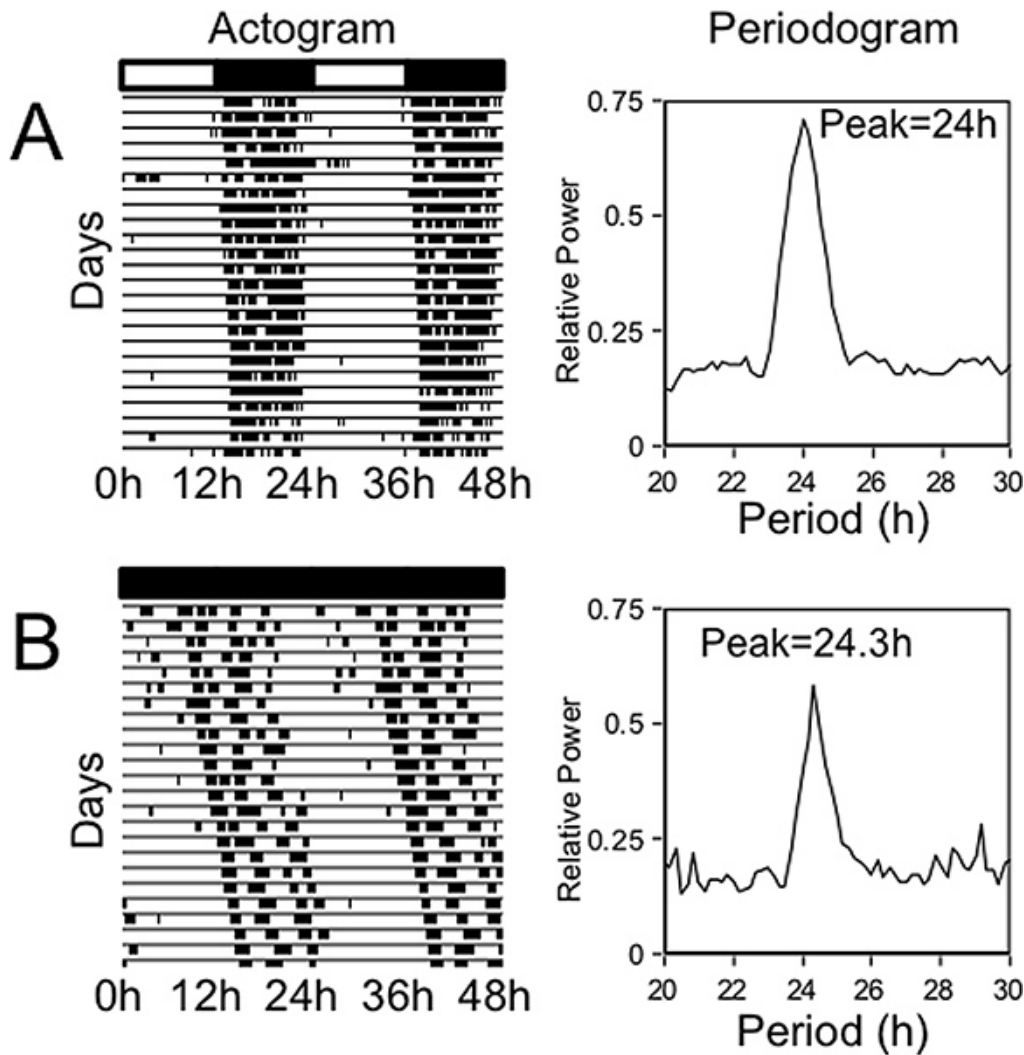 Actogram
Periodogram
A
Days
0h 12h 24h 36h 48h
Relative Power
0.75
0.5
0.25
0
Peak=24h
20 22 24 26 28 30
Period (h)
B
Days
0h 12h 24h 36h 48h
Relative Power
0.75
0.5
0.25
0
Peak=24.3h
20 22 24 26 28 30
Period (h)